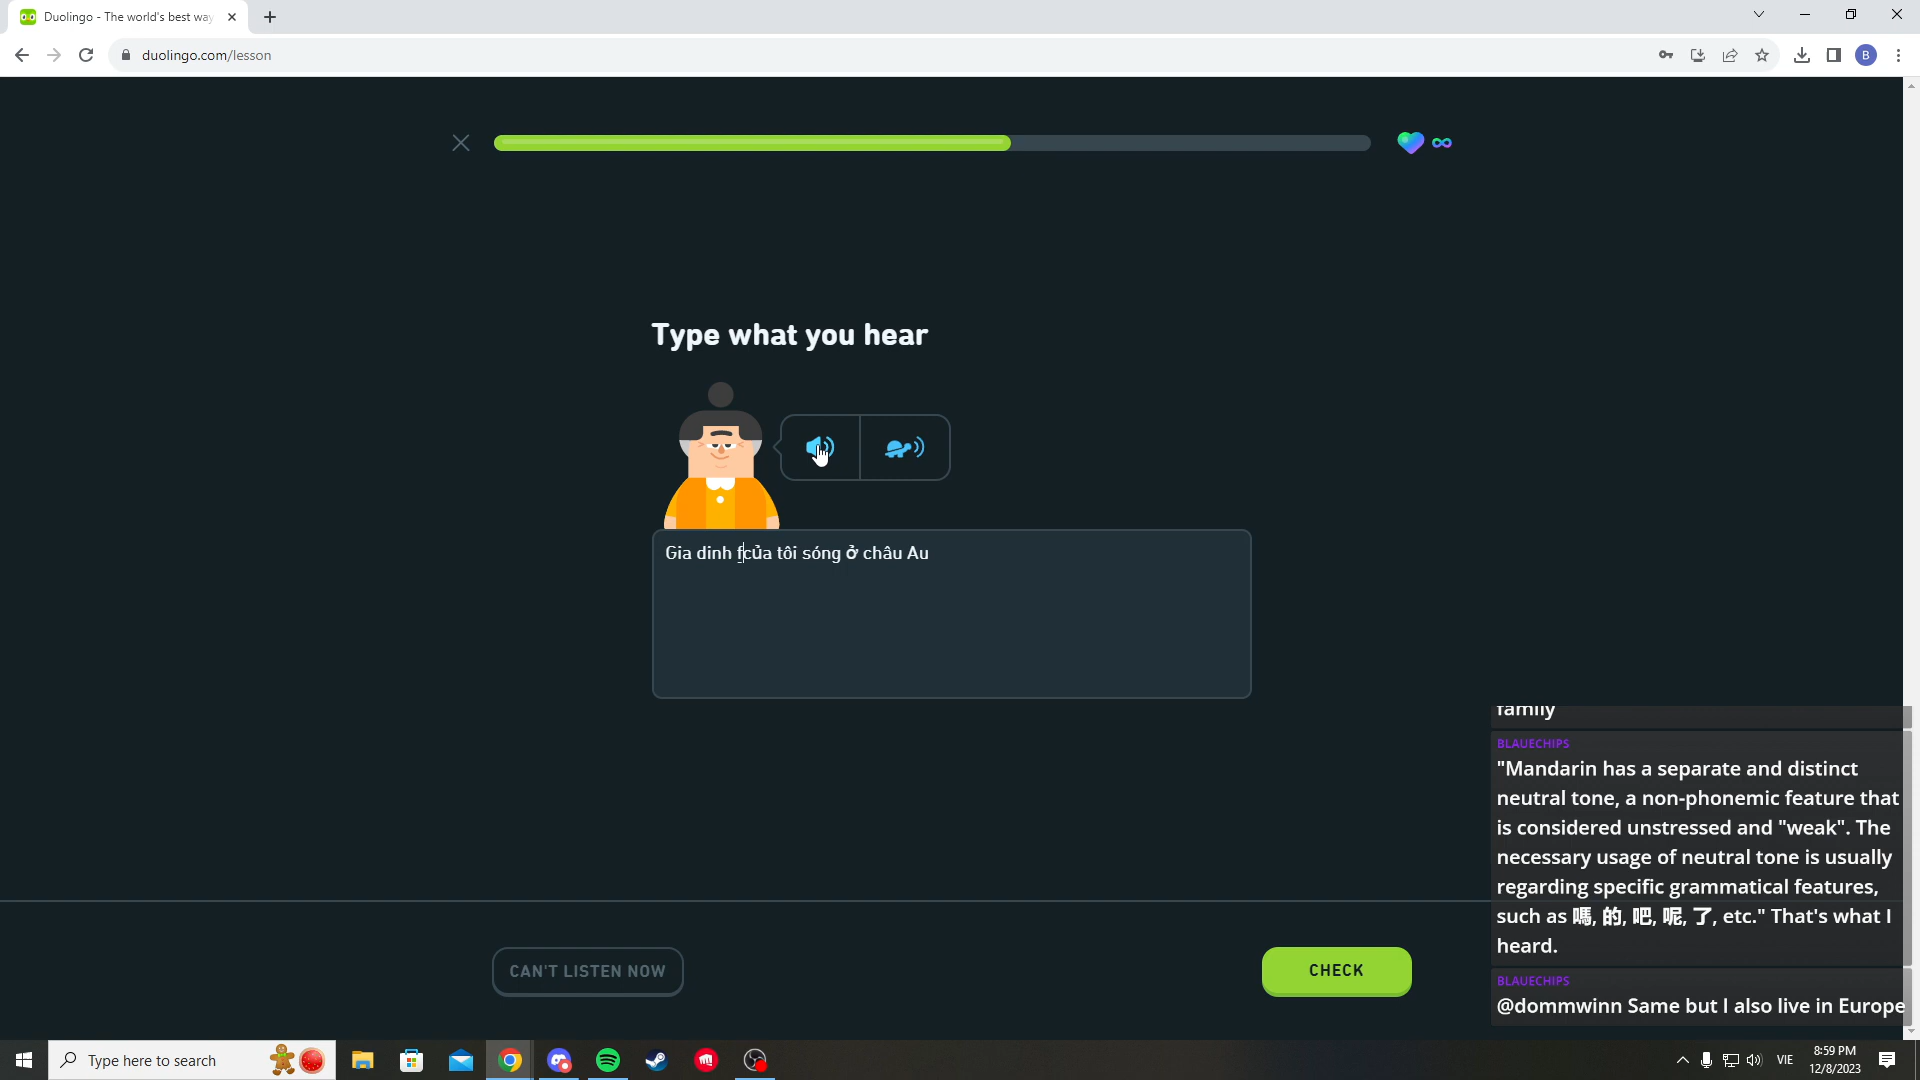 Duolingo - The world's best way
duolingo.com/lesson
B
Type what you hear
Gia dinh fcủa tôi sóng ở châu Au
family
BLAUECHIPS
"Mandarin has a separate and distinct
neutral tone, a non-phonemic feature that
is considered unstressed and "weak". The
necessary usage of neutral tone is usually
regarding specific grammatical features,
such as 嗎, 的, 吧, 呢, 了, etc." That's what I
heard.
BLAUECHIPS
@dommwinn Same but I also live in Europe
CAN'T LISTEN NOW
CHECK
Type here to search
VIE
8:59 PM
12/8/2023